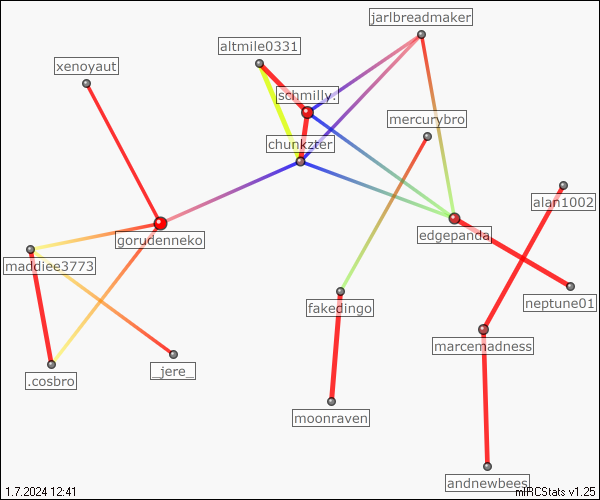 jarlbreadmaker
altmile0331
xenoyaut
schmilly.
mercurybro
chunkzter
alan1002
edgepanda
gorudenneko
maddiee3773
neptune01
fakedingo
marcemadness
_jere_
.cosbro
moonraven
andnewbees
1.7.2024 12:41
mIRCStats v1.25